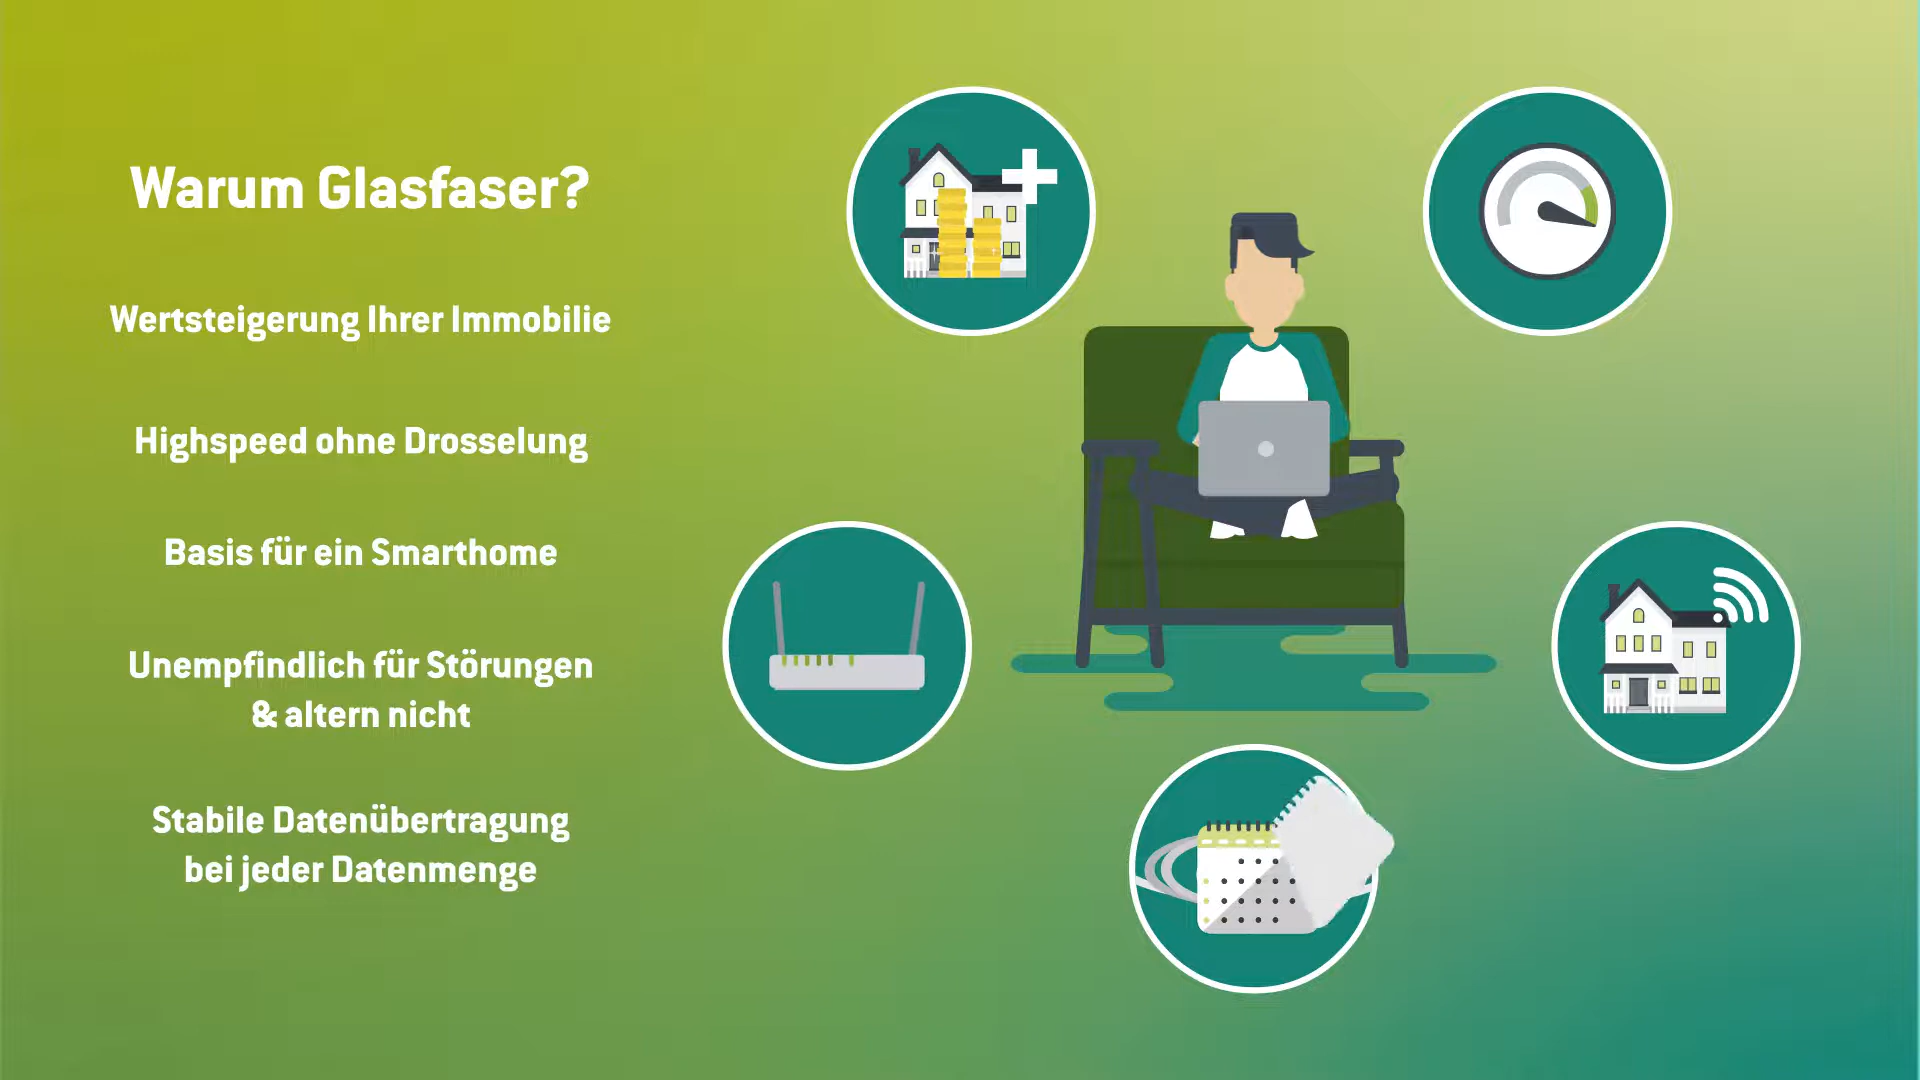 Warum Glasfaser?
Wertsteigerung Ihrer Immobilie
Highspeed ohne Drosselung
Basis für ein Smarthome
Unempfindlich für Störungen
& altern nicht
Stabile Datenübertragung
bei jeder Datenmenge